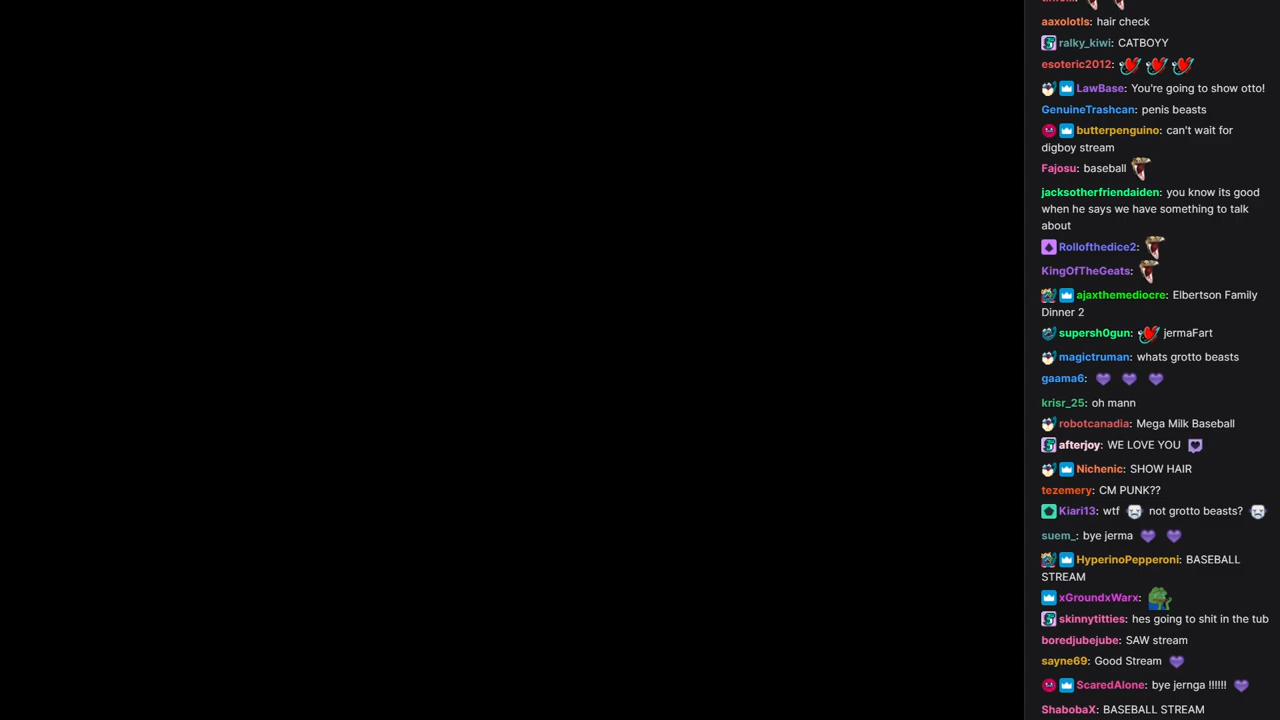 aaxolotls: hair check
ralky_kiwi: CATBOYY
esoteric2012:
LawBase: You're going to show otto!
GenuineTrashcan: penis beasts
butterpenguino: can't wait for
digboy stream
Fajosu: baseball
jacksotherfriendaiden: you know its good
when he says we have something to talk
about
Rollofthedice2:
KingOfTheGeats:
ajaxthemediocre: Elbertson Family
Dinner 2
supersh0gun: jermaFart
magictruman: whats grotto beasts
gaama6:
krisr_25: oh mann
robotcanadia: Mega Milk Baseball
afterjoy: WE LOVE YOU
Nichenic: SHOW HAIR
tezemery: CM PUNK??
Kiari13: wtf not grotto beasts?
suem_: bye jerma
HyperinoPepperoni: BASEBALL
STREAM
xGroundxWarx:
skinnytitties: hes going to shit in the tub
boredjubejube: SAW stream
sayne69: Good Stream
ScaredAlone: bye jernga !!!!!!
ShabobaX: BASEBALL STREAM